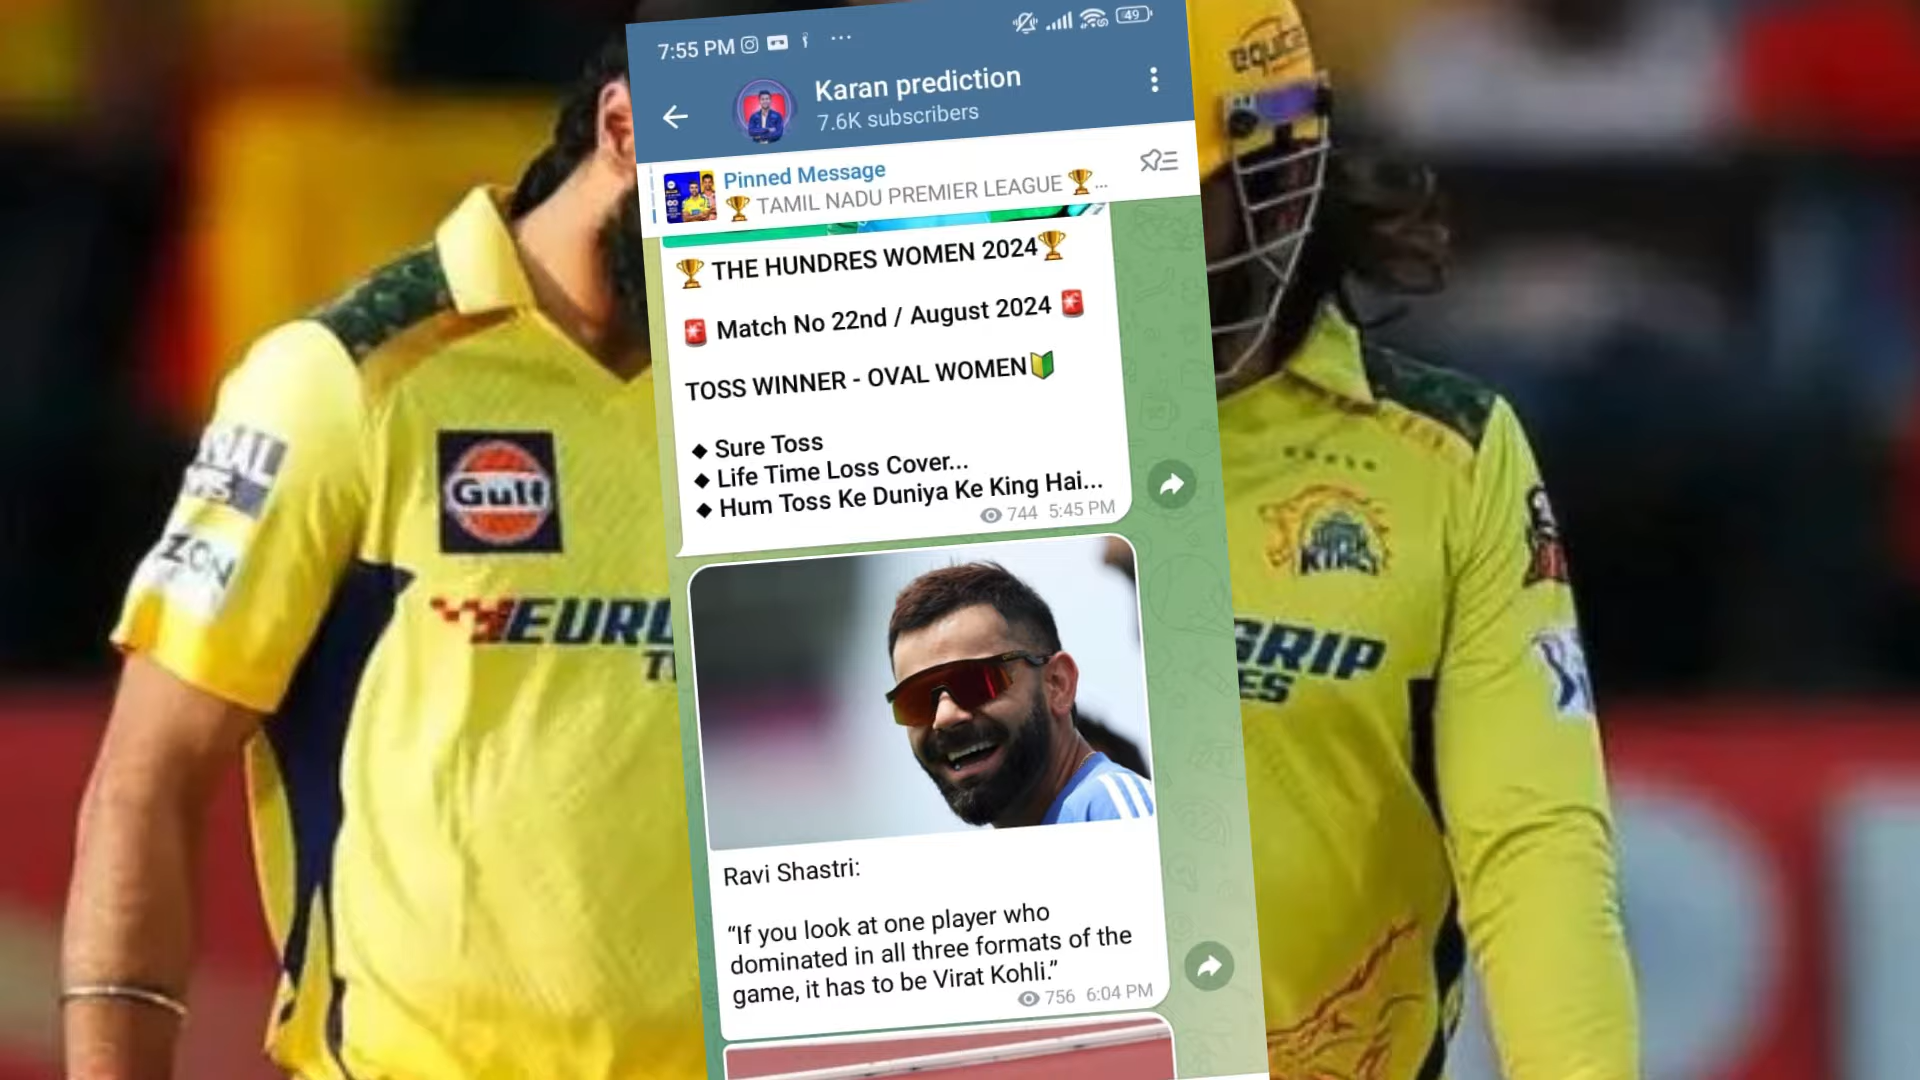 7:55 PM
49
Karan prediction
7.6K subscribers
Pinned Message
🏆 TAMIL NADU PREMIER LEAGUE 🏆...
🏆 THE HUNDRES WOMEN 2024🏆
🚨 Match No 22nd / August 2024 🚨
TOSS WINNER - OVAL WOMEN🔰
◆ Sure Toss
◆ Life Time Loss Cover...
◆ Hum Toss Ke Duniya Ke King Hai...
744 5:45 PM
Ravi Shastri:
“If you look at one player who
dominated in all three formats of the
game, it has to be Virat Kohli.”
756 6:04 PM
Gulf
EURO
GRIP
KINGS